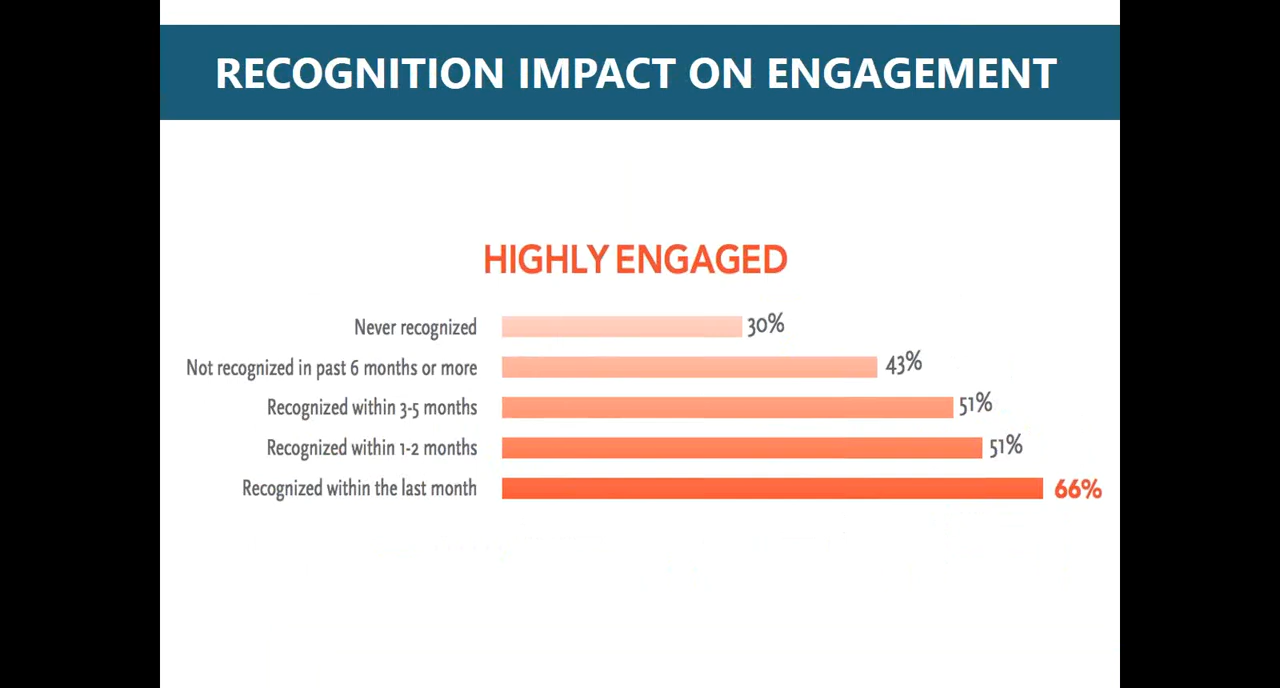 RECOGNITION IMPACT ON ENGAGEMENT
HIGHLY ENGAGED
Never recognized 30%
Not recognized in past 6 months or more 43%
Recognized within 3-5 months 51%
Recognized within 1-2 months 51%
Recognized within the last month 66%